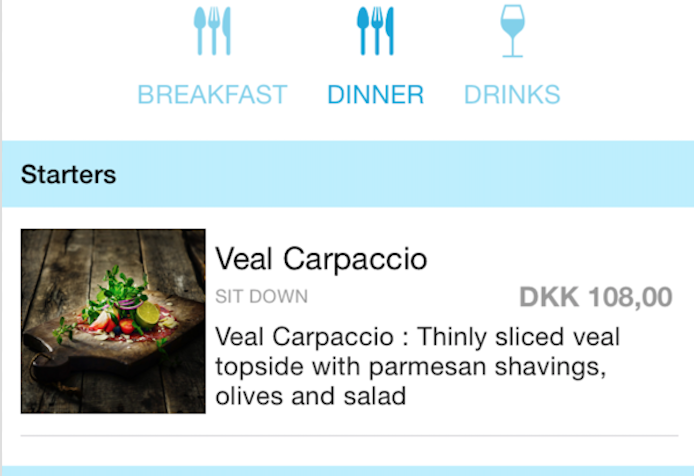 BREAKFAST DINNER DRINKS
Starters
Veal Carpaccio
SIT DOWN DKK 108,00
Veal Carpaccio : Thinly sliced veal
topside with parmesan shavings,
olives and salad